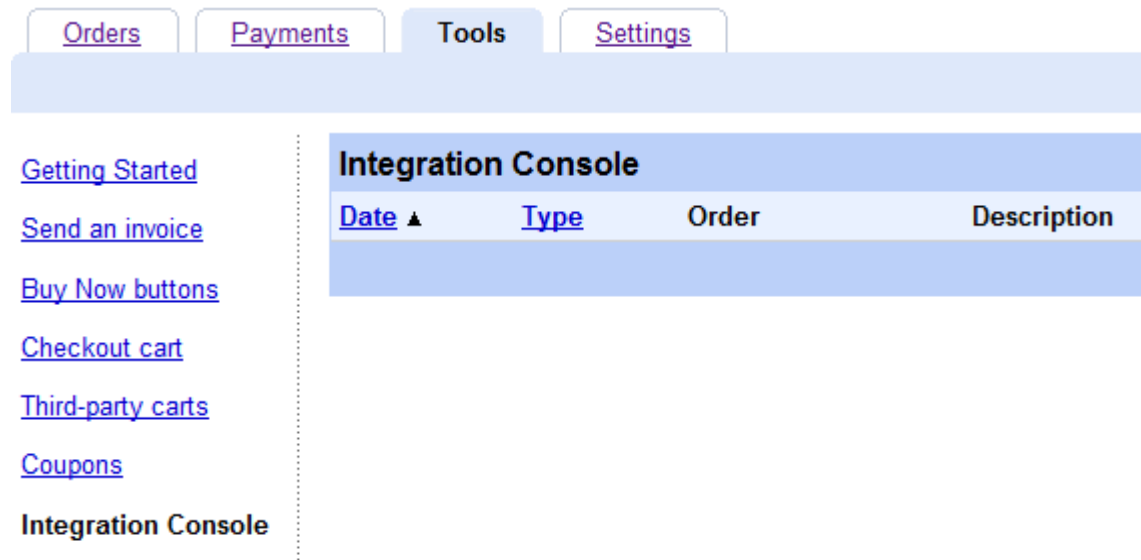 Orders Payments Tools Settings
Getting Started
Send an invoice
Buy Now buttons
Checkout cart
Third-party carts
Coupons
Integration Console
Integration Console
Date ▲ Type Order Description